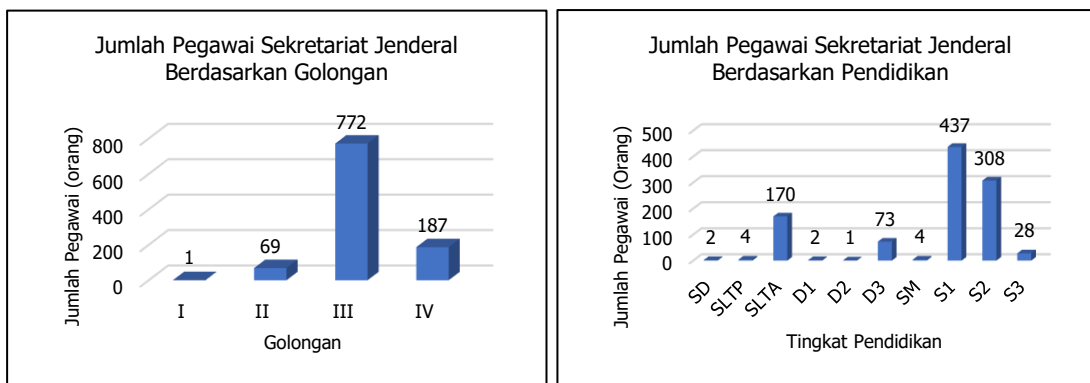 Jumlah Pegawai Sekretariat Jenderal
Berdasarkan Golongan
Jumlah Pegawai (orang)
800
600
400
200
0
1
69
772
187
I II III IV
Golongan
Jumlah Pegawai Sekretariat Jenderal
Berdasarkan Pendidikan
Jumlah Pegawai (Orang)
500
400
300
200
100
0
2 4 170 2 1 73 4 437 308 28
SD SLTP SLTA D1 D2 D3 SM S1 S2 S3
Tingkat Pendidikan